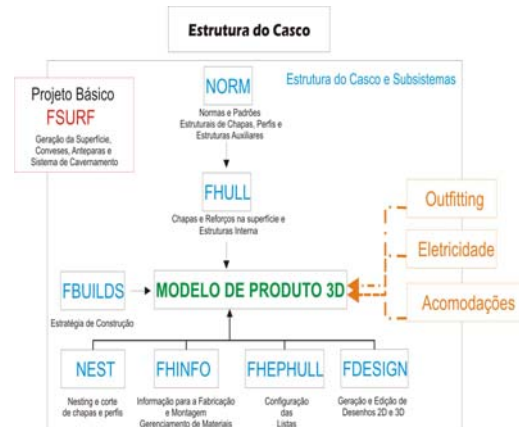 Estrutura do Casco
Estrutura do Casco e Subsistemas
Projeto Básico
FSURF
Geração da Superfície,
Conveses, Anteparas e
Sistema de Cavernamento
NORM
Normas e Padrões
Estruturais de Chapas, Perfis e
Estruturas Auxiliares
FHULL
Chapas e Reforços na superfície e
Estruturas Interna
Outfitting
Eletricidade
Acomodações
FBUILDS
Estratégia de Construção
MODELO DE PRODUTO 3D
NEST
Nesting e corte
de chapas e perfis
FHINFO
Informação para a Fabricação
e Montagem
Gerenciamento de Materiais
FHEPHULL
Configuração
das
Listas
FDESIGN
Geração e Edição de
Desenhos 2D e 3D